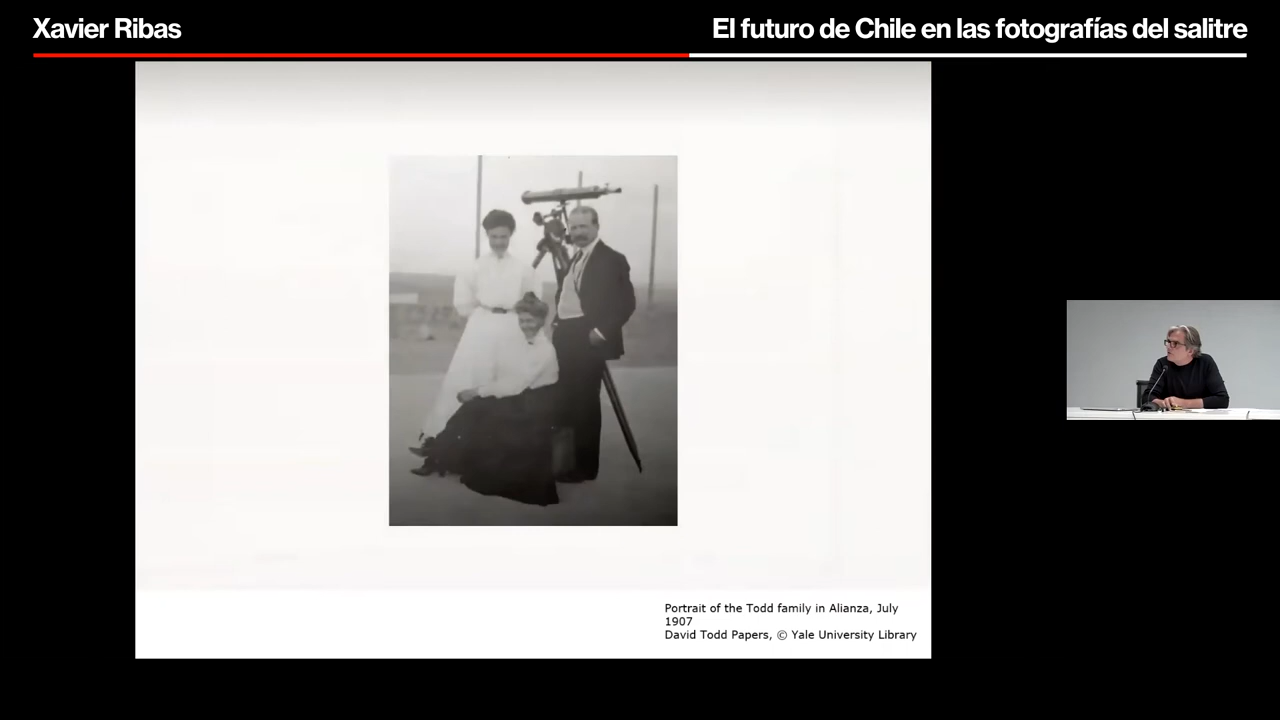 Xavier Ribas
El futuro de Chile en las fotografías del salitre
Portrait of the Todd family in Alianza, July
1907
David Todd Papers, © Yale University Library